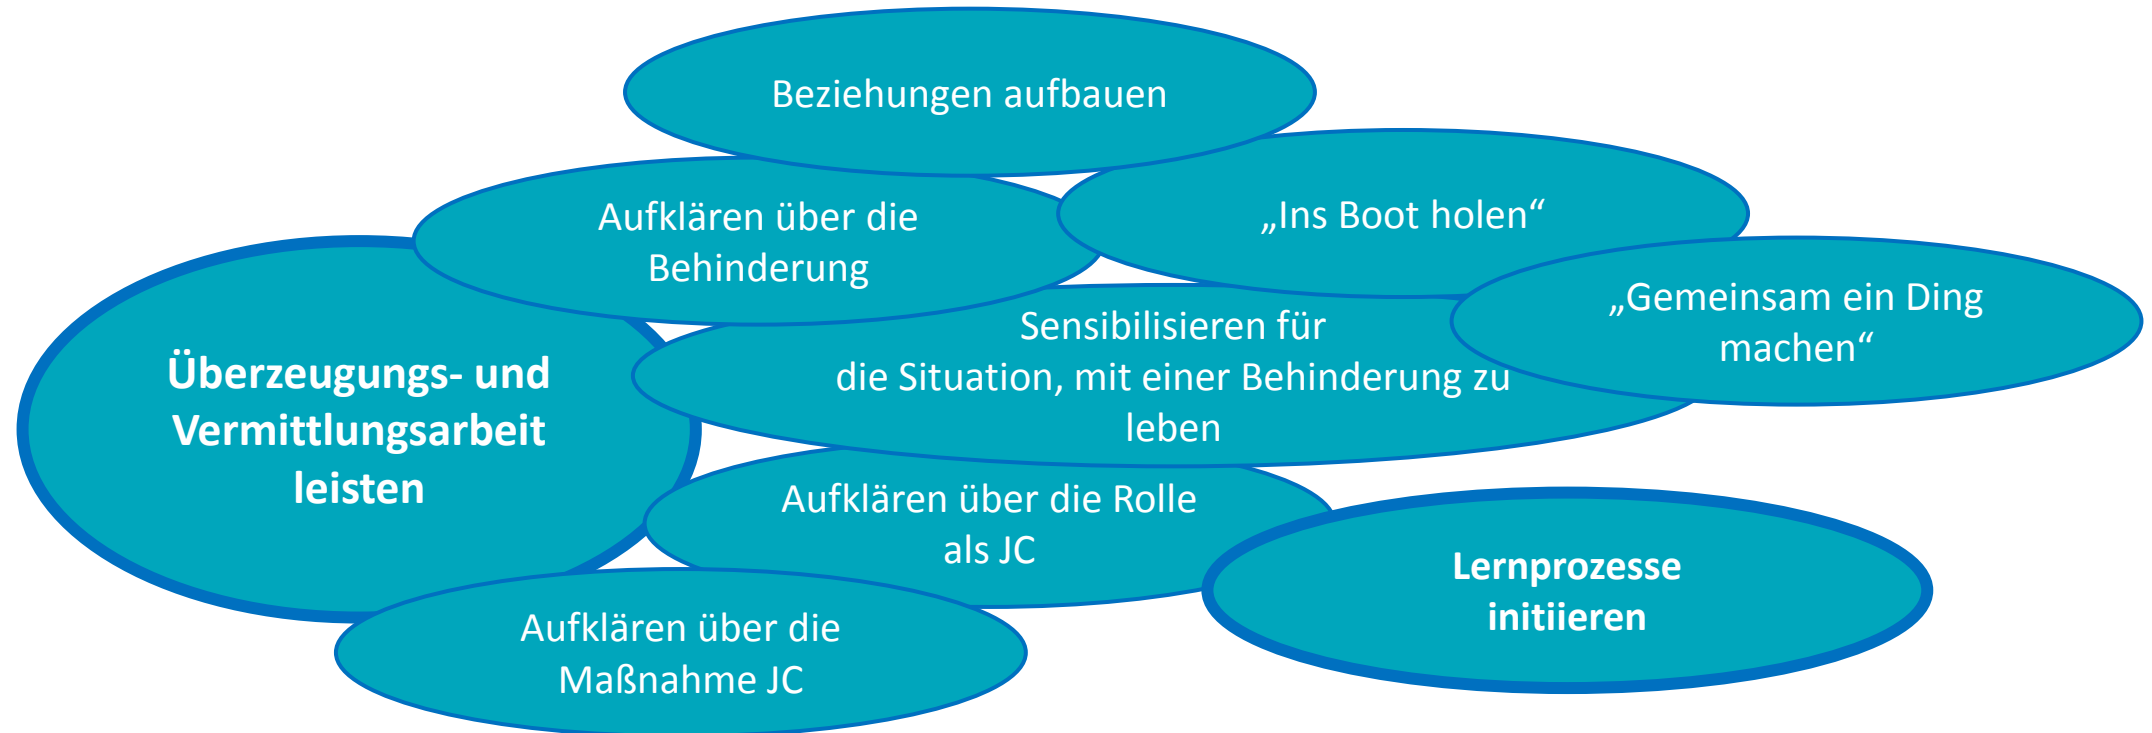 Beziehungen aufbauen
Aufklären über die
Behinderung
„Ins Boot holen“
„Gemeinsam ein Ding
machen“
Überzeugungs- und
Vermittlungsarbeit
leisten
Sensibilisieren für
die Situation, mit einer Behinderung zu
leben
Aufklären über die Rolle
als JC
Lernprozesse
initiieren
Aufklären über die
Maßnahme JC